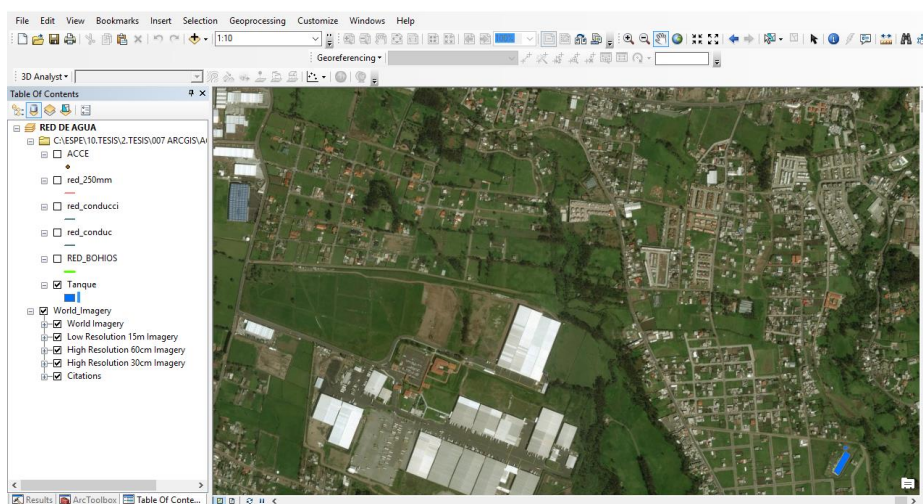 File Edit View Bookmarks Insert Selection Geoprocessing Customize Windows Help
1:10
Georeferencing
3D Analyst
Table Of Contents
RED DE AGUA
C:\ESPE\10.TESIS\2.TESIS\007 ARCGIS\A
ACCE
red_250mm
red_conducci
red_conduc
RED_BOHIOS
Tanque
World_Imagery
World Imagery
Low Resolution 15m Imagery
High Resolution 60cm Imagery
High Resolution 30cm Imagery
Citations
Results ArcToolbox Table Of Conte...